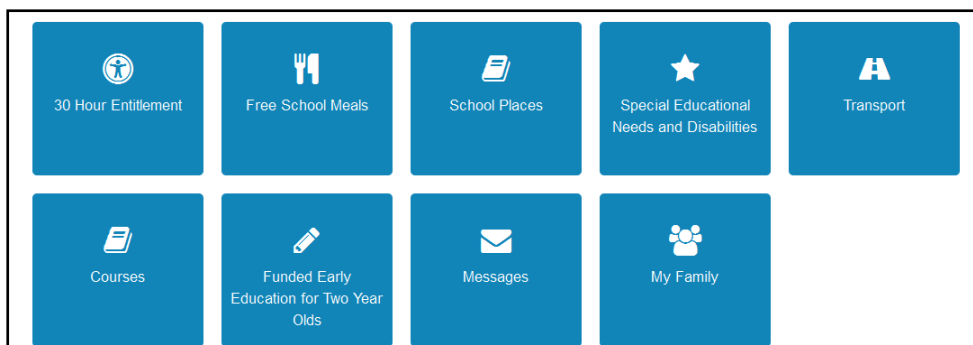 30 Hour Entitlement
Free School Meals
School Places
Special Educational
Needs and Disabilities
Transport
Courses
Funded Early
Education for Two Year
Olds
Messages
My Family